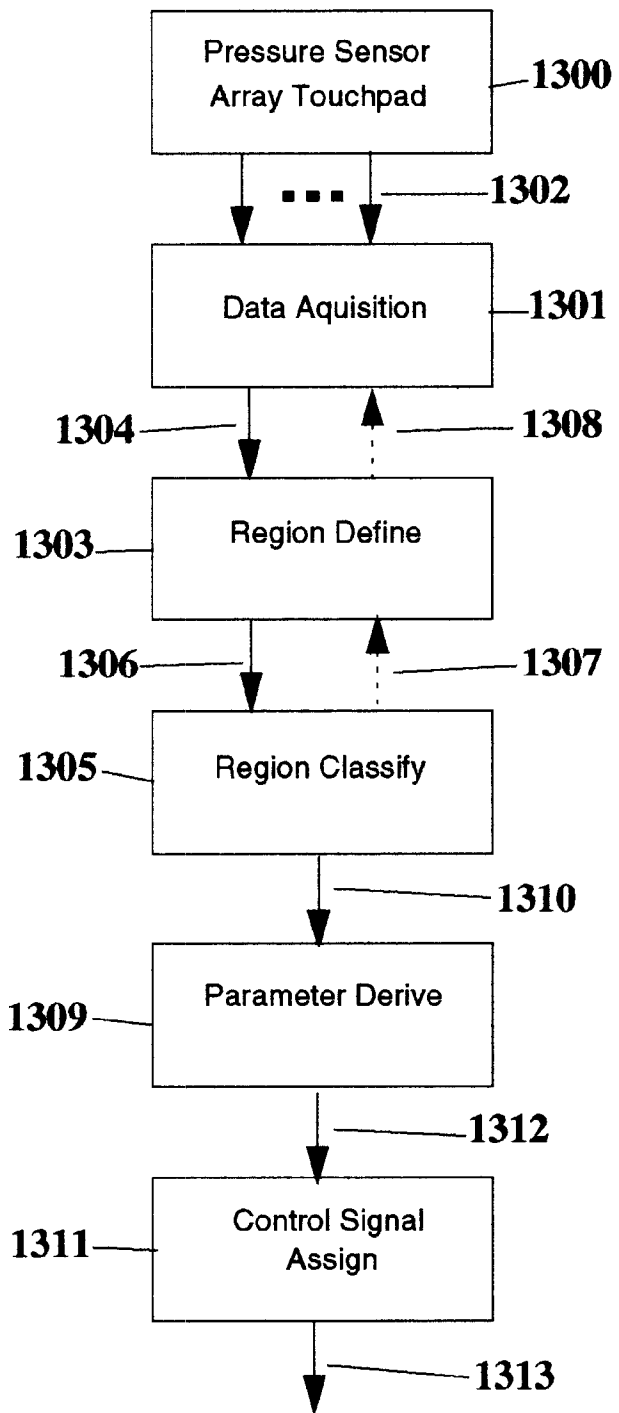 Pressure Sensor
Array Touchpad
1300
1302
Data Aquisition
1301
1304
1308
Region Define
1303
1306
1307
Region Classify
1305
1310
Parameter Derive
1309
1312
Control Signal
Assign
1311
1313